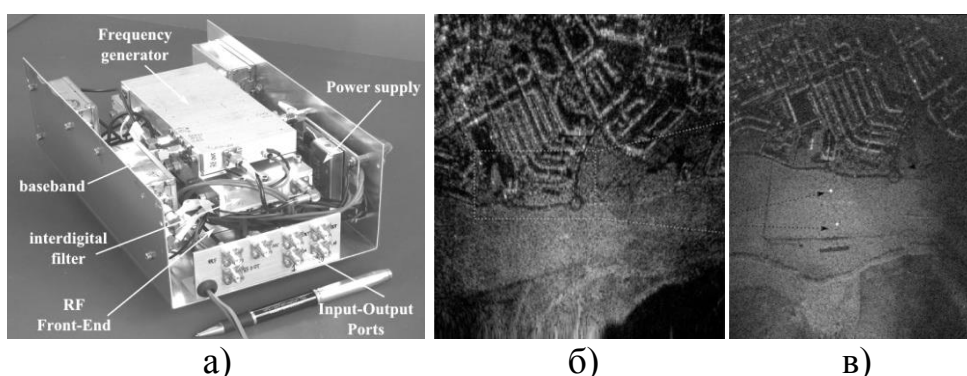 Frequency
generator
Power supply
baseband
interdigital
filter
RF
Front-End
Input-Output
Ports
а) б) в)